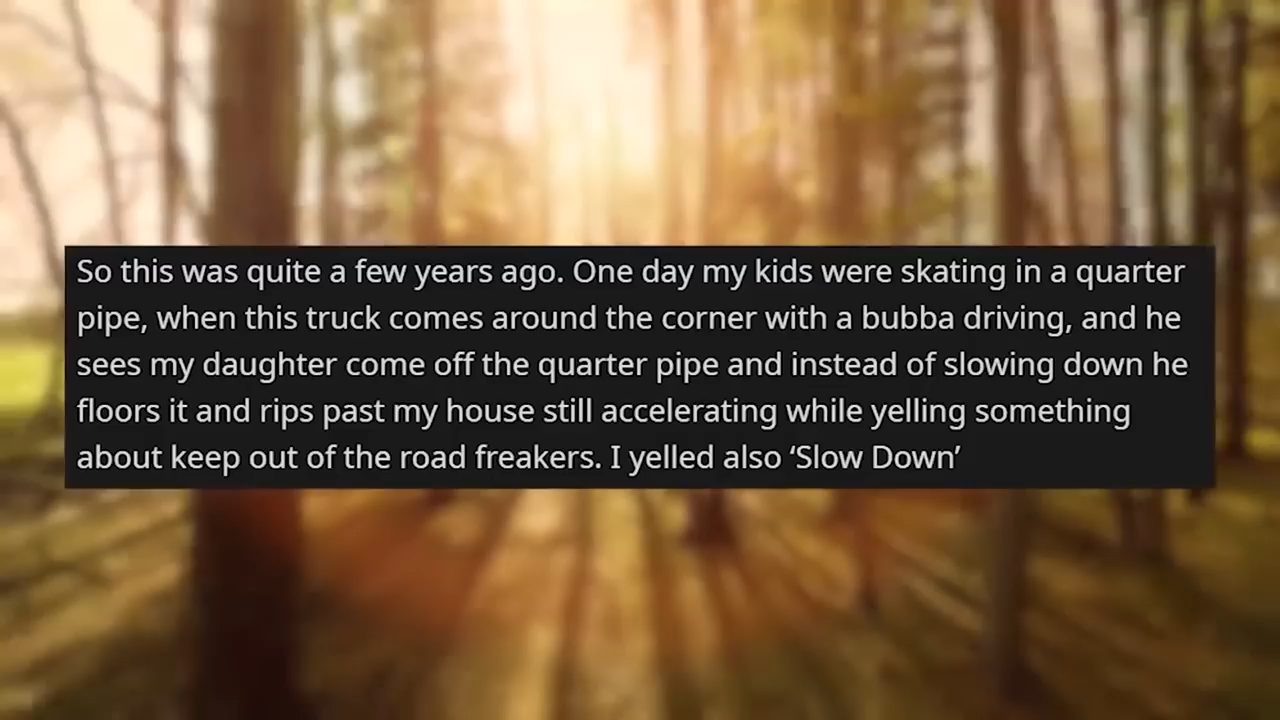 So this was quite a few years ago. One day my kids were skating in a quarter
pipe, when this truck comes around the corner with a bubba driving, and he
sees my daughter come off the quarter pipe and instead of slowing down he
floors it and rips past my house still accelerating while yelling something
about keep out of the road freakers. I yelled also ‘Slow Down’